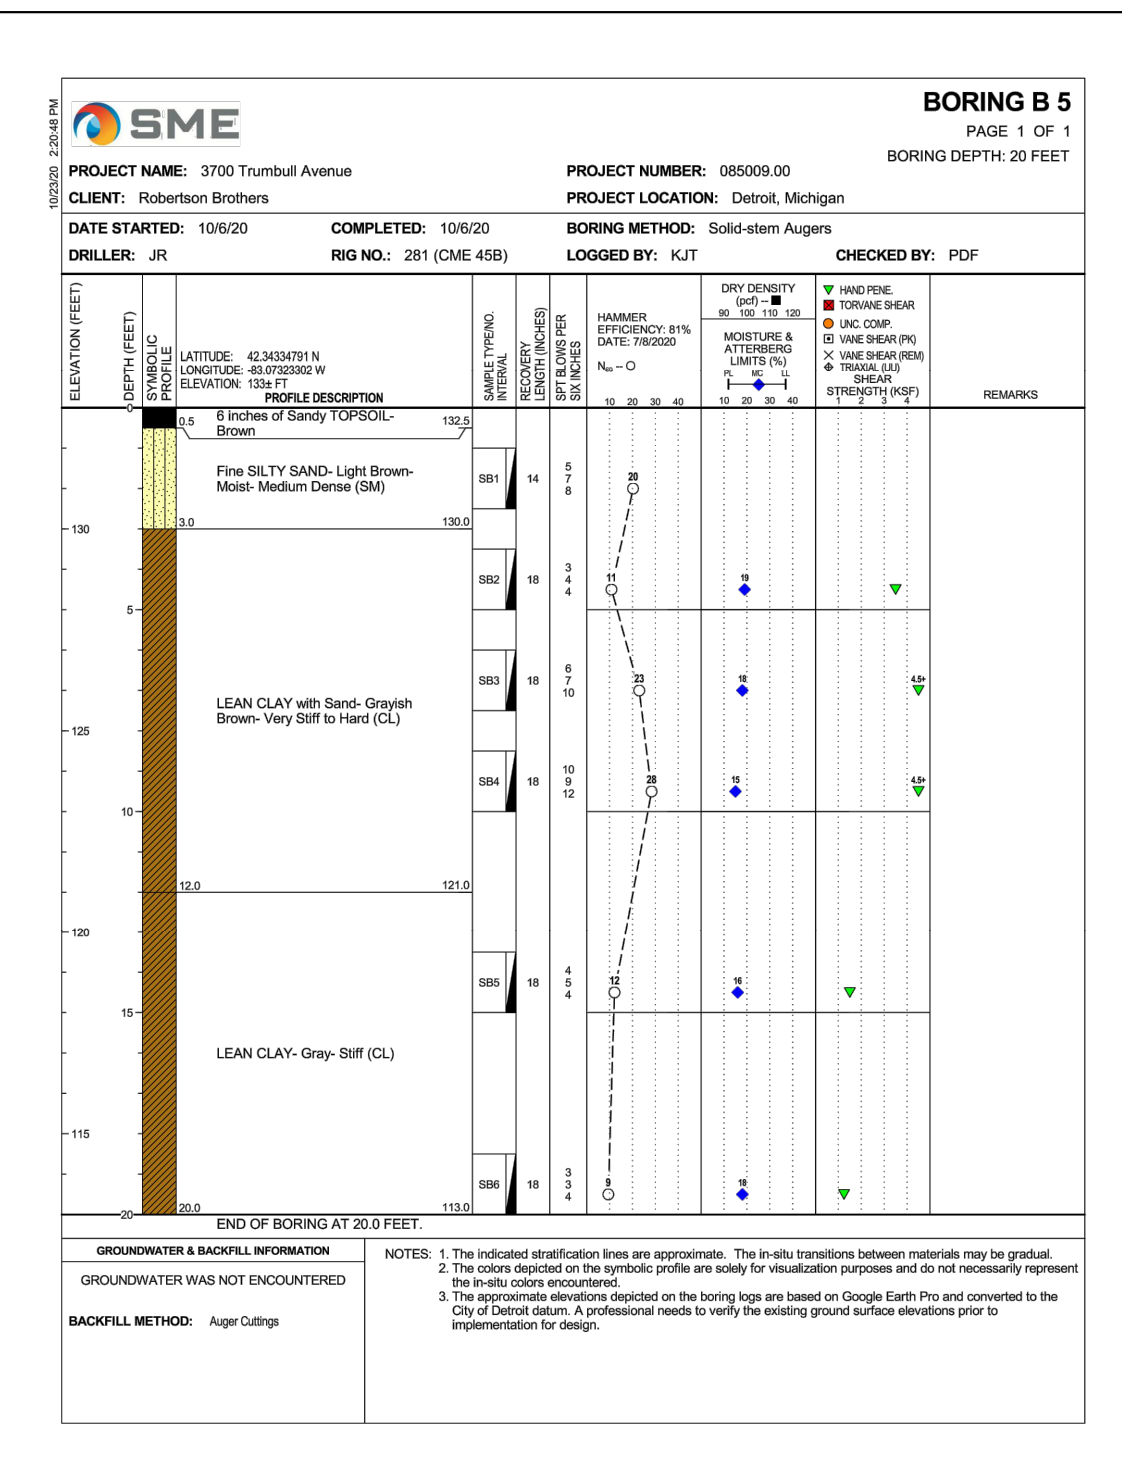 10/23/20 2:20:48 PM
SME
BORING B 5
PAGE 1 OF 1
BORING DEPTH: 20 FEET
PROJECT NAME: 3700 Trumbull Avenue
PROJECT NUMBER: 085009.00
CLIENT: Robertson Brothers
PROJECT LOCATION: Detroit, Michigan
DATE STARTED: 10/6/20 COMPLETED: 10/6/20 BORING METHOD: Solid-stem Augers
DRILLER: JR RIG NO.: 281 (CME 45B) LOGGED BY: KJT CHECKED BY: PDF
ELEVATION (FEET)
DEPTH (FEET)
SYMBOLIC
PROFILE
LATITUDE: 42.34334791 N
LONGITUDE: -83.07323302 W
ELEVATION: 133± FT
PROFILE DESCRIPTION
SAMPLE TYPE/NO.
INTERVAL
RECOVERY
LENGTH (INCHES)
SPT BLOWS PER
SIX INCHES
HAMMER
EFFICIENCY: 81%
DATE: 7/8/2020
N60 -- O
10 20 30 40
DRY DENSITY
(pcf) -- ■
90 100 110 120
MOISTURE &
ATTERBERG
LIMITS (%)
PL MC LL
10 20 30 40
HAND PENE.
TORVANE SHEAR
UNC. COMP.
VANE SHEAR (PK)
VANE SHEAR (REM)
TRIAXIAL (UU)
SHEAR
STRENGTH (KSF)
1 2 3 4
REMARKS
0
0.5 6 inches of Sandy TOPSOIL- 132.5
Brown
Fine SILTY SAND- Light Brown-
Moist- Medium Dense (SM)
SB1 14
5
7
8
20
130
3.0 130.0
SB2 18
3
4
4
11 19
5
SB3 18
6
7
10
23 18 4.5+
LEAN CLAY with Sand- Grayish
Brown- Very Stiff to Hard (CL)
125
SB4 18
10
9
12
28 15 4.5+
10
12.0 121.0
120
SB5 18
4
5
4
12 16
15
LEAN CLAY- Gray- Stiff (CL)
115
SB6 18
3
3
4
9 18
20
20.0 113.0
END OF BORING AT 20.0 FEET.
GROUNDWATER & BACKFILL INFORMATION
GROUNDWATER WAS NOT ENCOUNTERED
BACKFILL METHOD: Auger Cuttings
NOTES: 1. The indicated stratification lines are approximate. The in-situ transitions between materials may be gradual.
2. The colors depicted on the symbolic profile are solely for visualization purposes and do not necessarily represent
the in-situ colors encountered.
3. The approximate elevations depicted on the boring logs are based on Google Earth Pro and converted to the
City of Detroit datum. A professional needs to verify the existing ground surface elevations prior to
implementation for design.